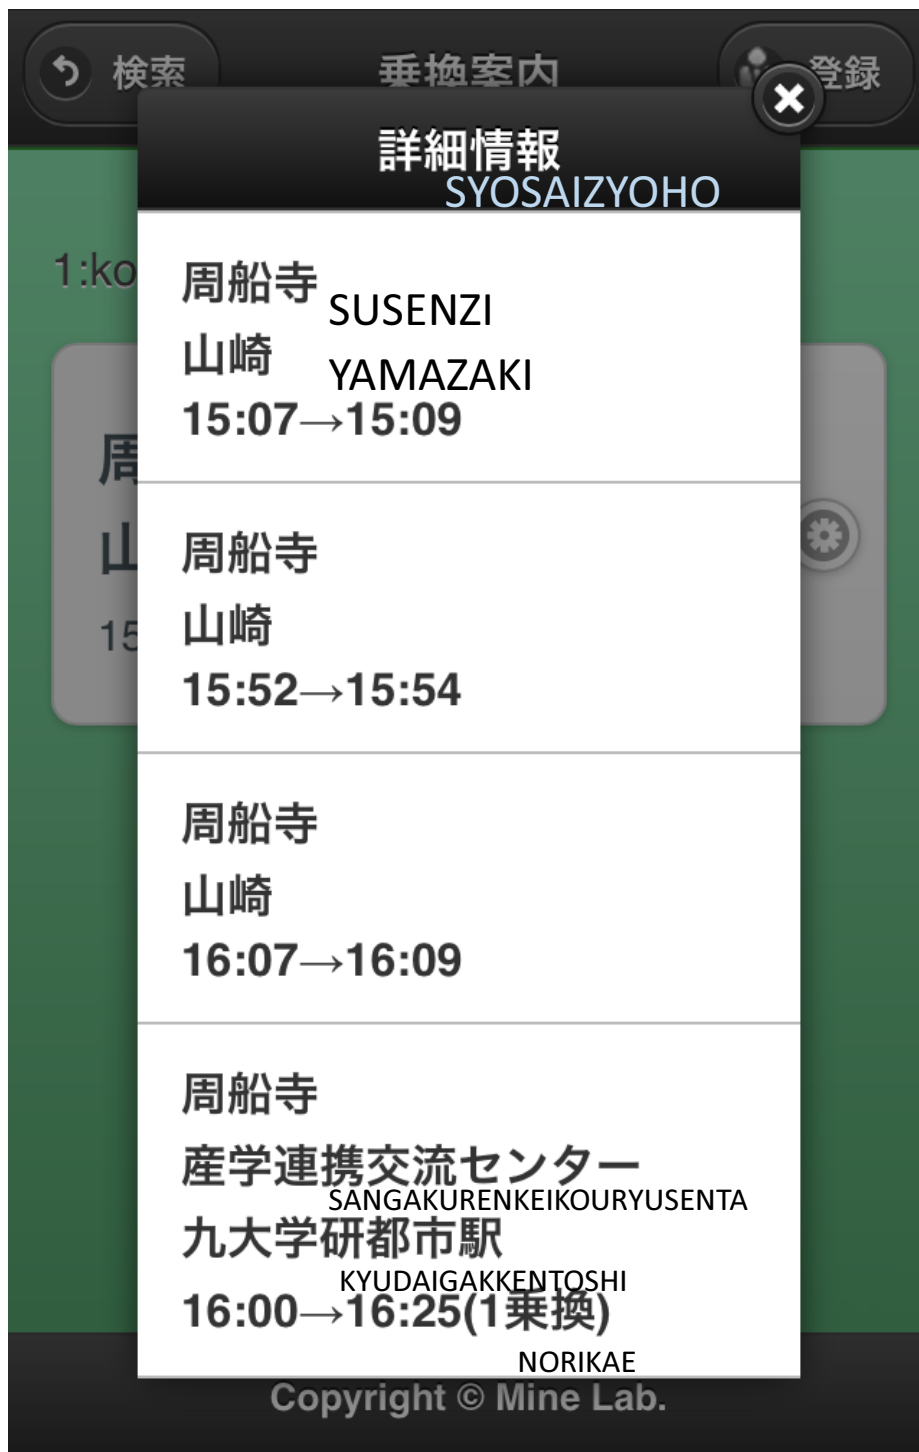 検索
乗換案内
登録
詳細情報
SYOSAIZYOHO
1:ko
周船寺
SUSENZI
山崎
YAMAZAKI
15:07→15:09
周
山
15
周船寺
山崎
15:52→15:54
周船寺
山崎
16:07→16:09
周船寺
産学連携交流センター
SANGAKURENKEIKOURYUSENTA
九大学研都市駅
KYUDAIGAKKENTOSHI
16:00→16:25(1乗換)
NORIKAE
Copyright © Mine Lab.